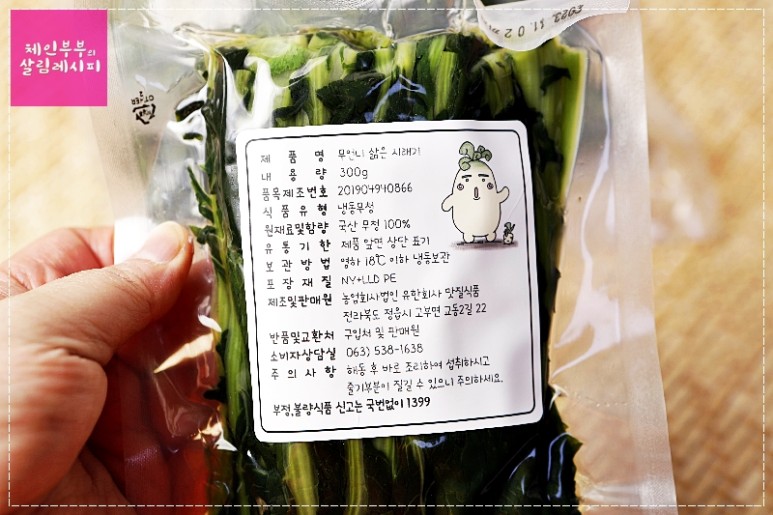 체인부부의
살림레시피
2023.11.02
제품명 무언니 삶은 시래기
내용량 300g
품목제조번호 201904940866
식품유형 냉동무청
원재료및함량 국산 무청 100%
유통기한 제품 앞면 상단 표기
보관방법 영하 18℃ 이하 냉동보관
포장재질 NY+LLD PE
제조및판매원 농업회사법인 유한회사 맛질식품
전라북도 정읍시 고부면 교동2길 22
반품및교환처 구입처 및 판매원
소비자상담실 063) 538-1638
주의사항 해동 후 바로 조리하여 섭취하시고
줄기부분이 질길 수 있으니 주의하세요.
부정,불량식품 신고는 국번없이 1399